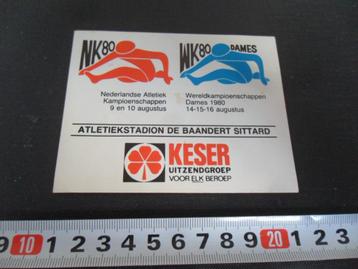 NK80
WK80 DAMES
Nederlandse Atletiek
Kampioenschappen
9 en 10 augustus
Wereldkampioenschappen
Dames 1980
14-15-16 augustus
ATLETIEKSTADION DE BAANDERT SITTARD
KESER
UITZENDGROEP
VOOR ELK BEROEP
9 10 1 2 3 4 5 6 7 8 9 20 1 2 3